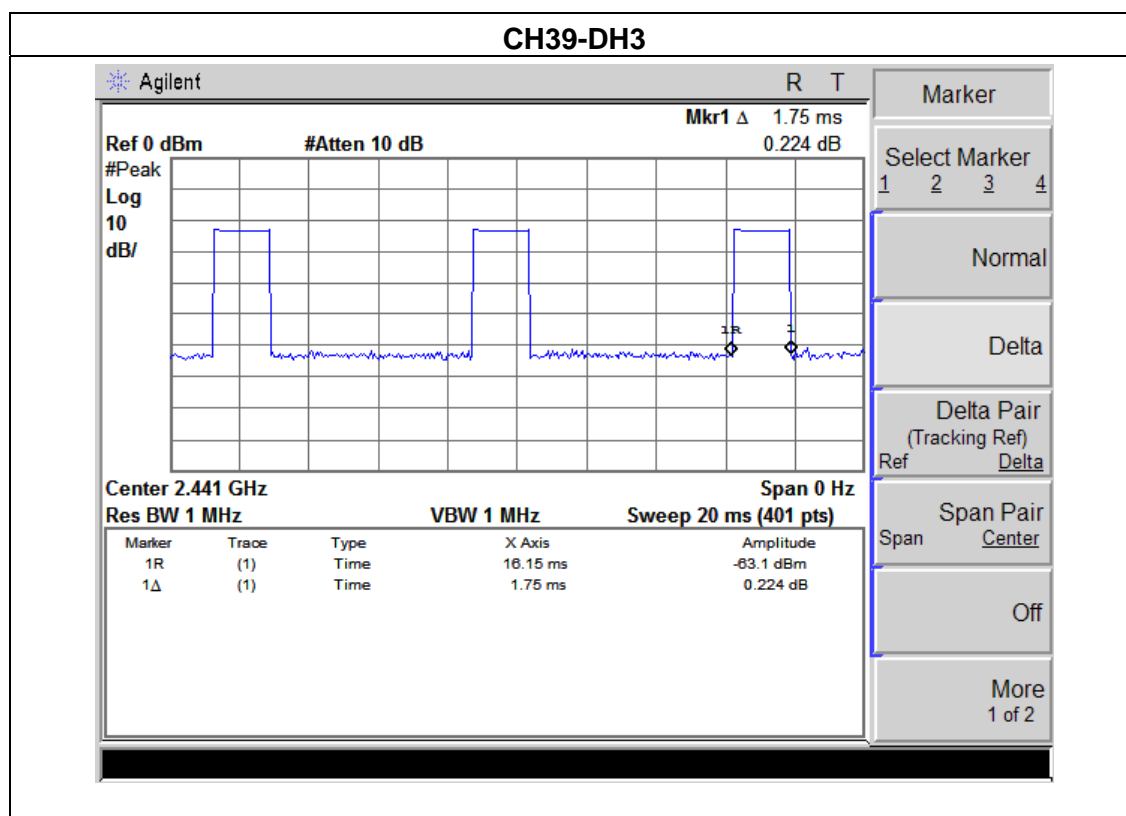 CH39-DH3
Agilent R T
Mkr1 Δ 1.75 ms
Ref 0 dBm #Atten 10 dB 0.224 dB
#Peak
Log
10
dB/
1R 1
Center 2.441 GHz Span 0 Hz
Res BW 1 MHz VBW 1 MHz Sweep 20 ms (401 pts)
Marker Trace Type X Axis Amplitude
1R (1) Time 16.15 ms -63.1 dBm
1Δ (1) Time 1.75 ms 0.224 dB
Marker
Select Marker
1 2 3 4
Normal
Delta
Delta Pair
(Tracking Ref)
Ref Delta
Span Pair
Span Center
Off
More
1 of 2